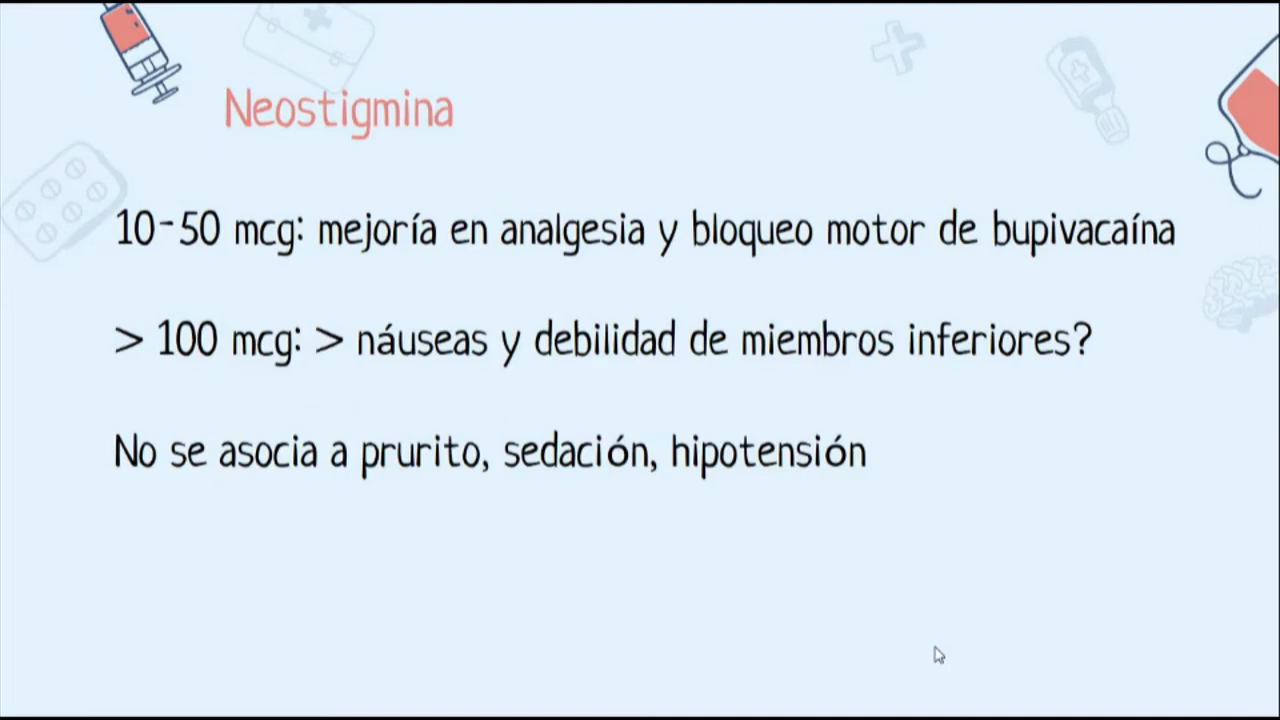 Neostigmina
10-50 mcg: mejoría en analgesia y bloqueo motor de bupivacaína
> 100 mcg: > náuseas y debilidad de miembros inferiores?
No se asocia a prurito, sedación, hipotensión